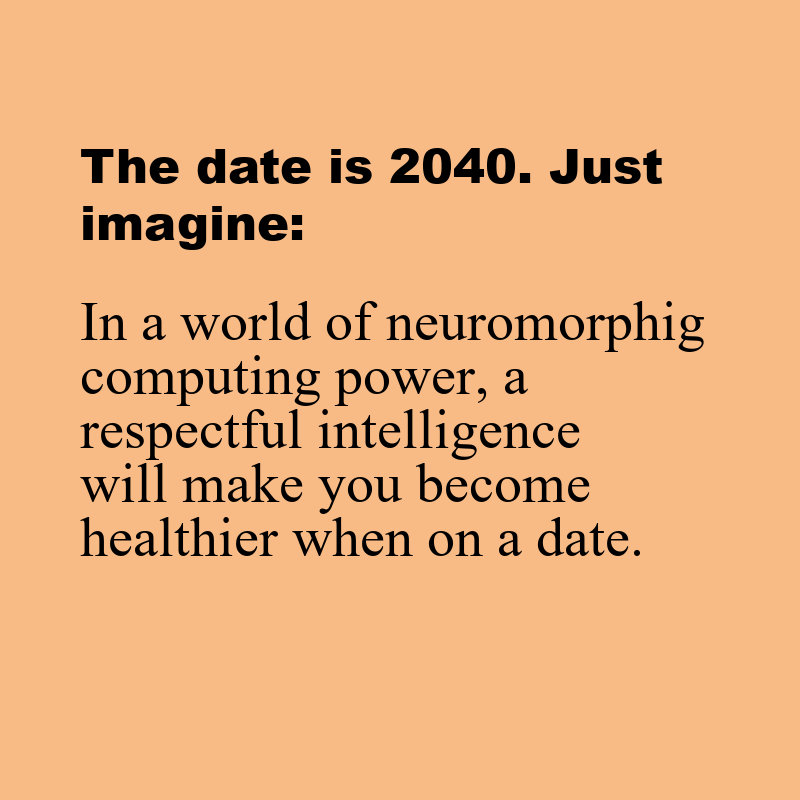 The date is 2040. Just
imagine:
In a world of neuromorphig
computing power, a
respectful intelligence
will make you become
healthier when on a date.